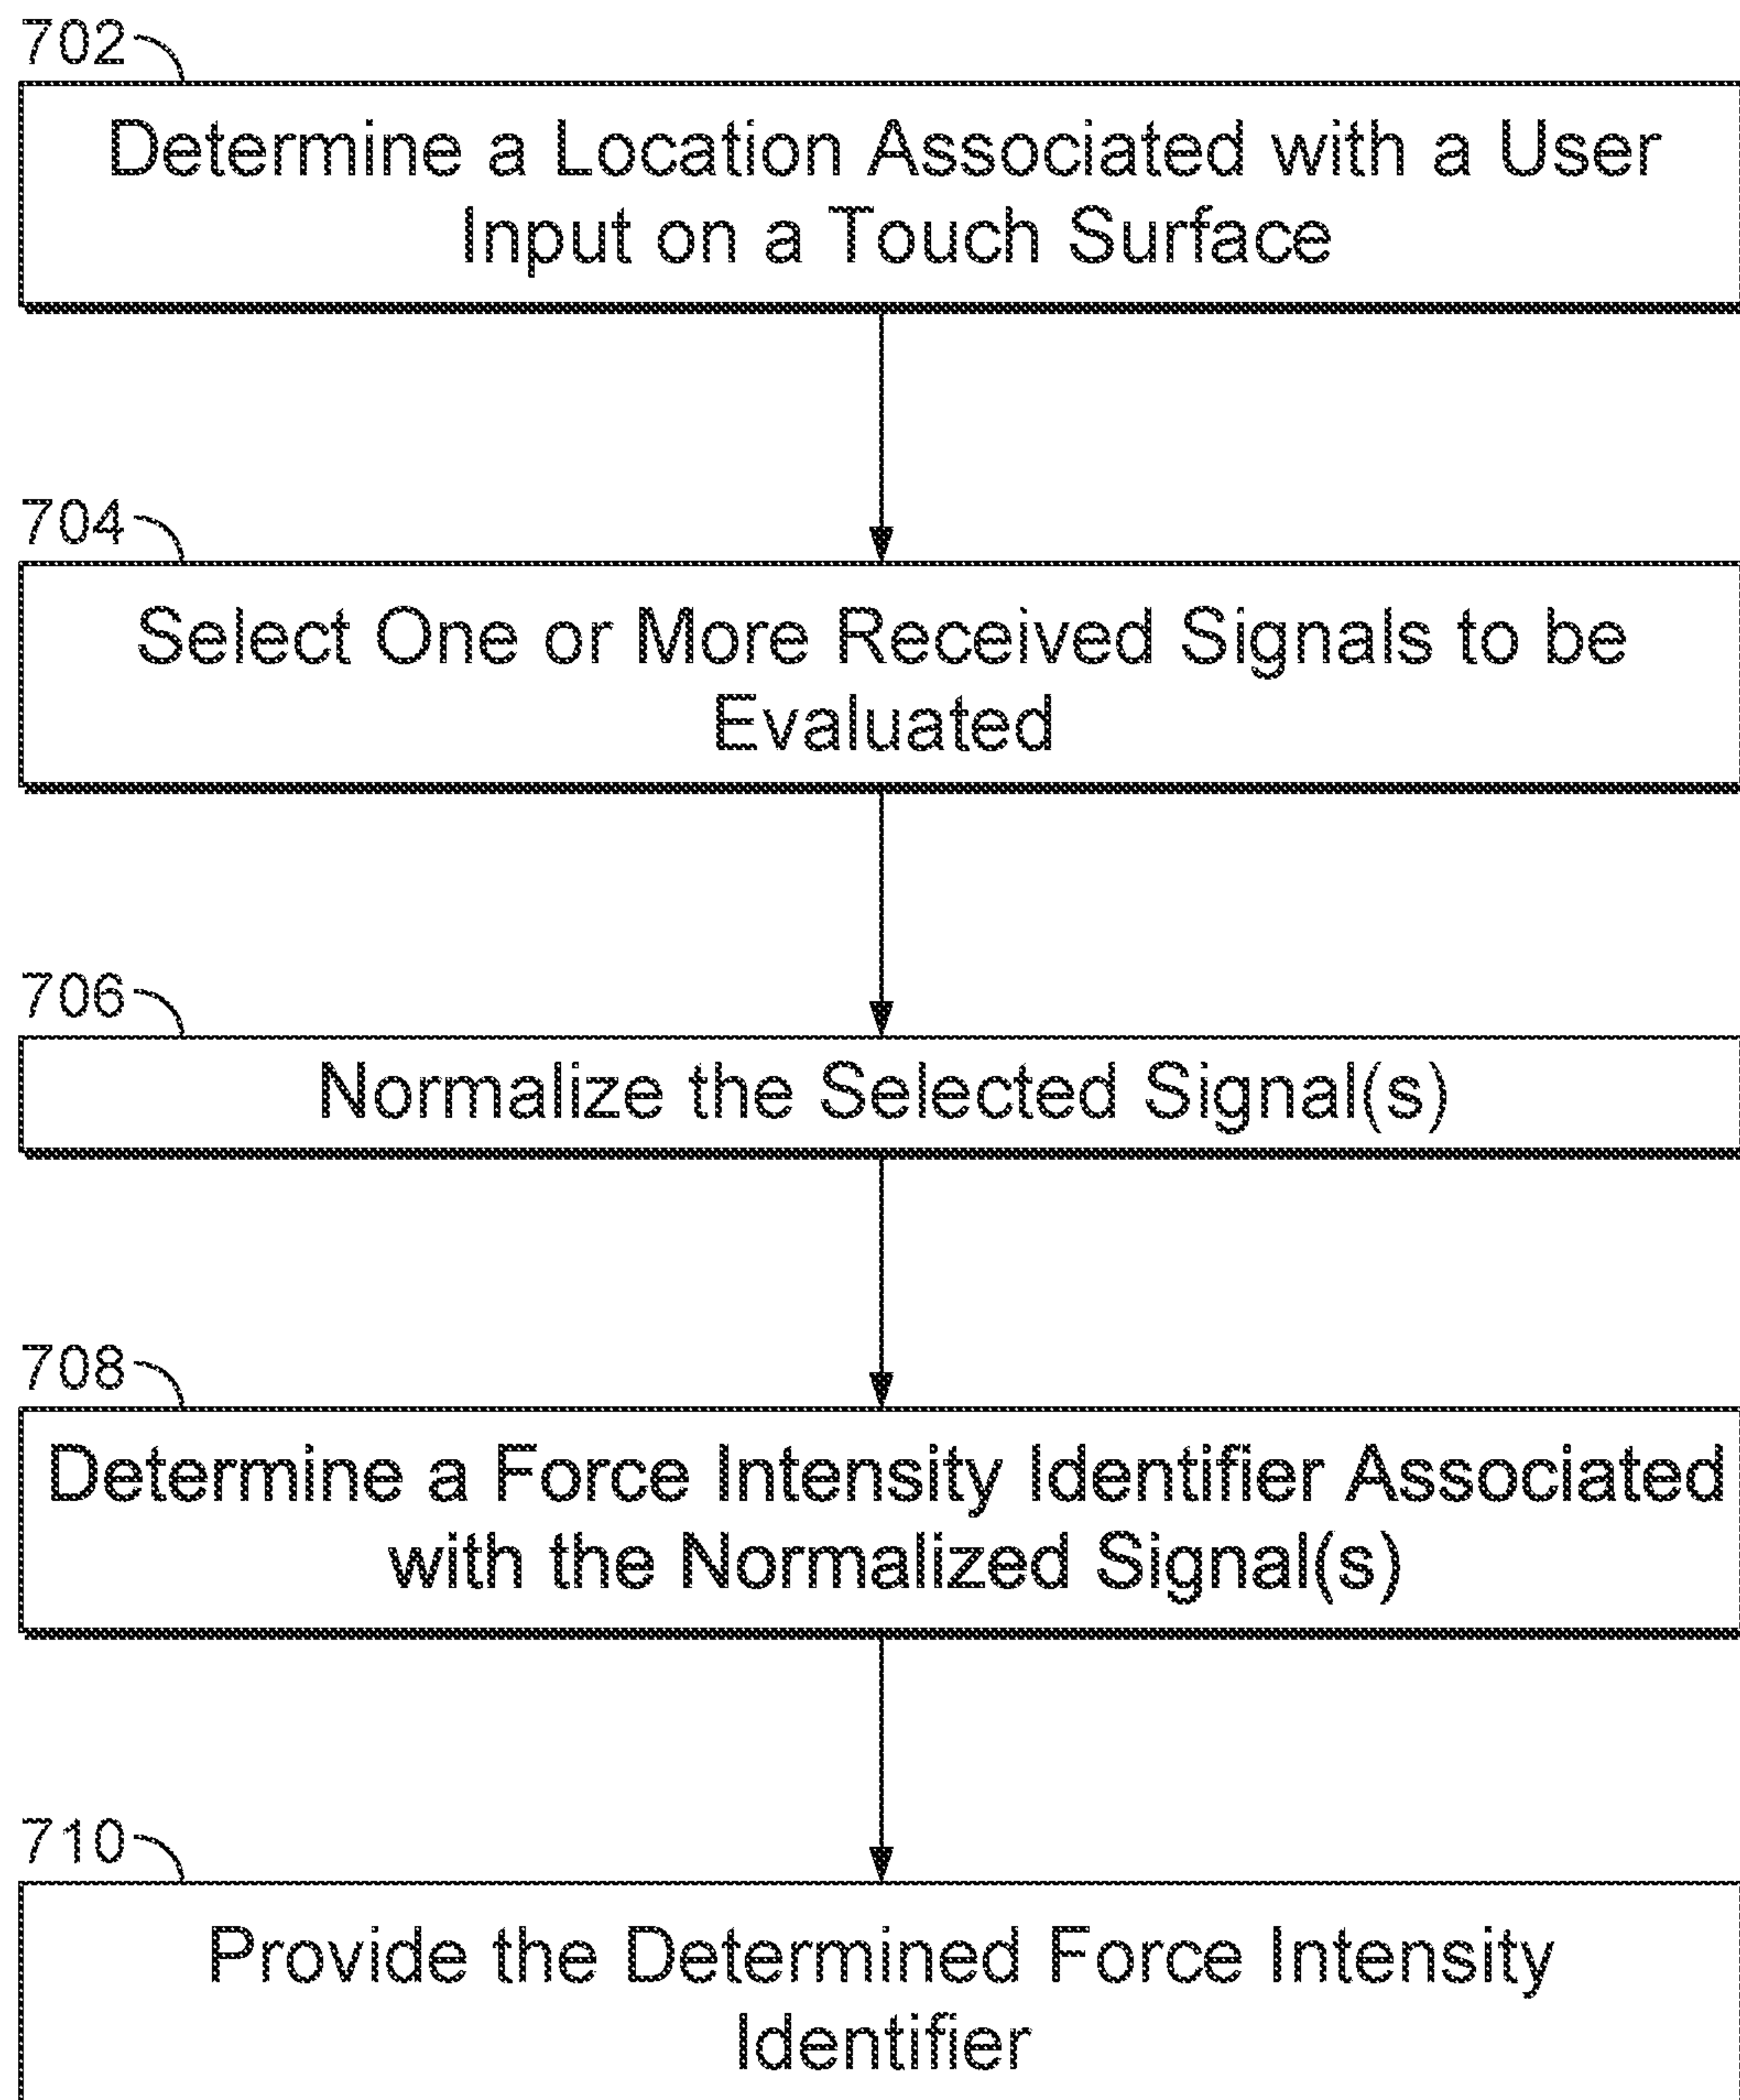 702
Determine a Location Associated with a User
Input on a Touch Surface
704
Select One or More Received Signals to be
Evaluated
706
Normalize the Selected Signal(s)
708
Determine a Force Intensity Identifier Associated
with the Normalized Signal(s)
710
Provide the Determined Force Intensity
Identifier